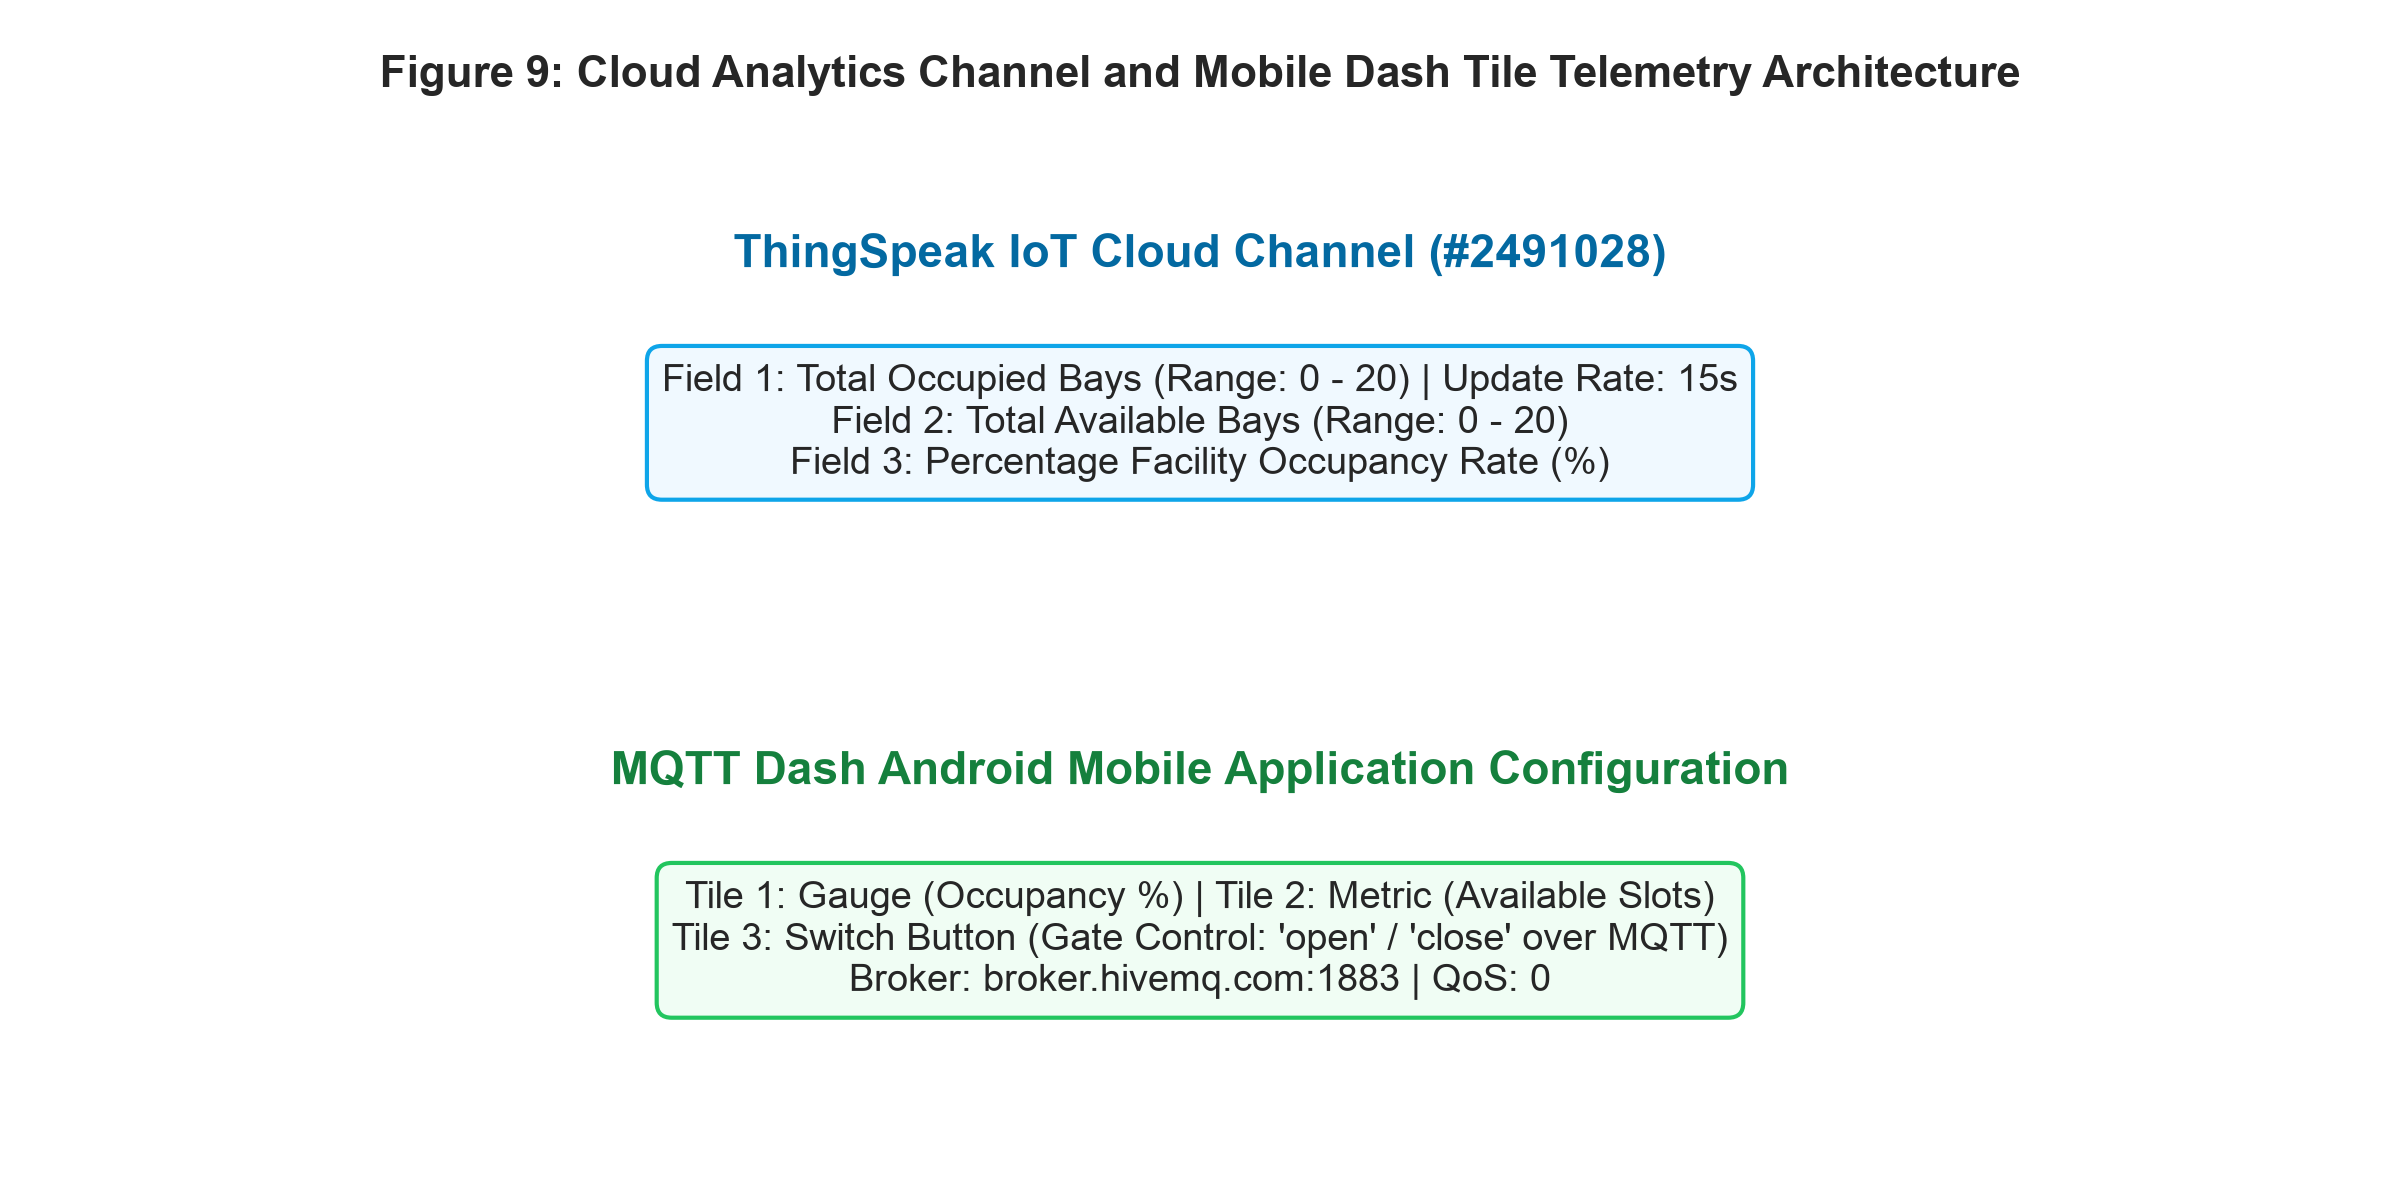 Figure 9: Cloud Analytics Channel and Mobile Dash Tile Telemetry Architecture
ThingSpeak IoT Cloud Channel (#2491028)
Field 1: Total Occupied Bays (Range: 0 - 20) | Update Rate: 15s
Field 2: Total Available Bays (Range: 0 - 20)
Field 3: Percentage Facility Occupancy Rate (%)
MQTT Dash Android Mobile Application Configuration
Tile 1: Gauge (Occupancy %) | Tile 2: Metric (Available Slots)
Tile 3: Switch Button (Gate Control: 'open' / 'close' over MQTT)
Broker: broker.hivemq.com:1883 | QoS: 0